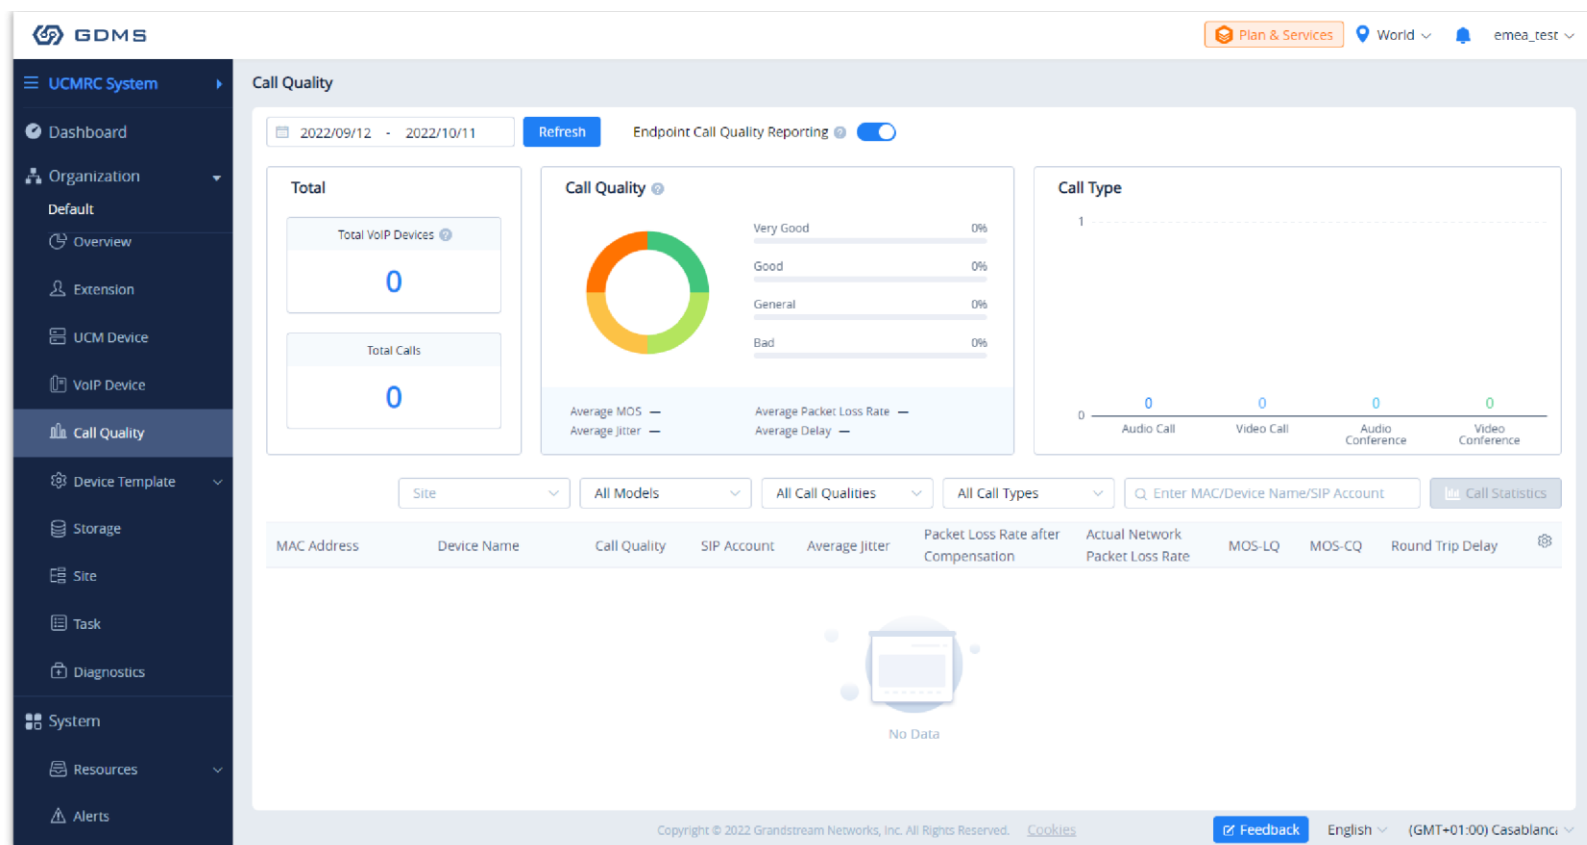 GDMS
Plan & Services
World
emea_test
UCMRC System
Call Quality
Dashboard
2022/09/12 - 2022/10/11
Refresh
Endpoint Call Quality Reporting
Organization
Default
Overview
Extension
UCM Device
VoIP Device
Call Quality
Device Template
Storage
Site
Task
Diagnostics
System
Resources
Alerts
Total
Total VoIP Devices
0
Total Calls
0
Call Quality
Very Good 0%
Good 0%
General 0%
Bad 0%
Average MOS —
Average Packet Loss Rate —
Average Jitter —
Average Delay —
Call Type
1
0
0 0 0 0
Audio Call
Video Call
Audio Conference
Video Conference
Site
All Models
All Call Qualities
All Call Types
Enter MAC/Device Name/SIP Account
Call Statistics
MAC Address
Device Name
Call Quality
SIP Account
Average Jitter
Packet Loss Rate after
Compensation
Actual Network
Packet Loss Rate
MOS-LQ
MOS-CQ
Round Trip Delay
No Data
Copyright © 2022 Grandstream Networks, Inc. All Rights Reserved. Cookies
Feedback
English
(GMT+01:00) Casablanc